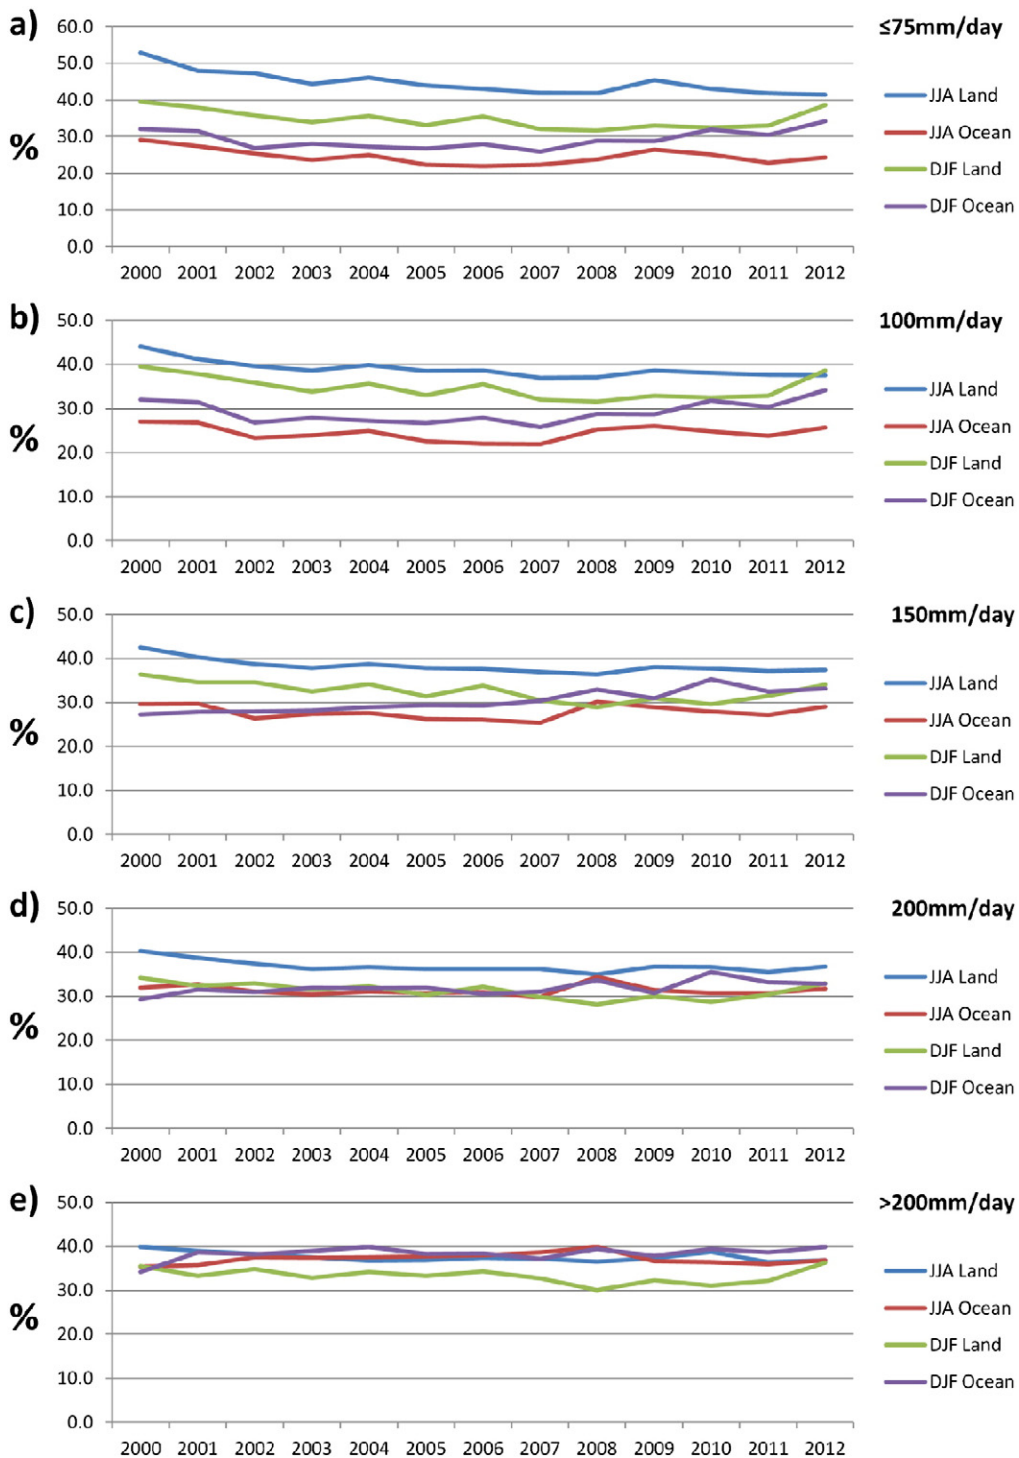 a)
≤75mm/day
60.0
50.0
40.0
30.0
20.0
10.0
0.0
%
2000 2001 2002 2003 2004 2005 2006 2007 2008 2009 2010 2011 2012
JJA Land
JJA Ocean
DJF Land
DJF Ocean
b)
100mm/day
50.0
40.0
30.0
20.0
10.0
0.0
%
2000 2001 2002 2003 2004 2005 2006 2007 2008 2009 2010 2011 2012
JJA Land
JJA Ocean
DJF Land
DJF Ocean
c)
150mm/day
50.0
40.0
30.0
20.0
10.0
0.0
%
2000 2001 2002 2003 2004 2005 2006 2007 2008 2009 2010 2011 2012
JJA Land
JJA Ocean
DJF Land
DJF Ocean
d)
200mm/day
50.0
40.0
30.0
20.0
10.0
0.0
%
2000 2001 2002 2003 2004 2005 2006 2007 2008 2009 2010 2011 2012
JJA Land
JJA Ocean
DJF Land
DJF Ocean
e)
>200mm/day
50.0
40.0
30.0
20.0
10.0
0.0
%
2000 2001 2002 2003 2004 2005 2006 2007 2008 2009 2010 2011 2012
JJA Land
JJA Ocean
DJF Land
DJF Ocean